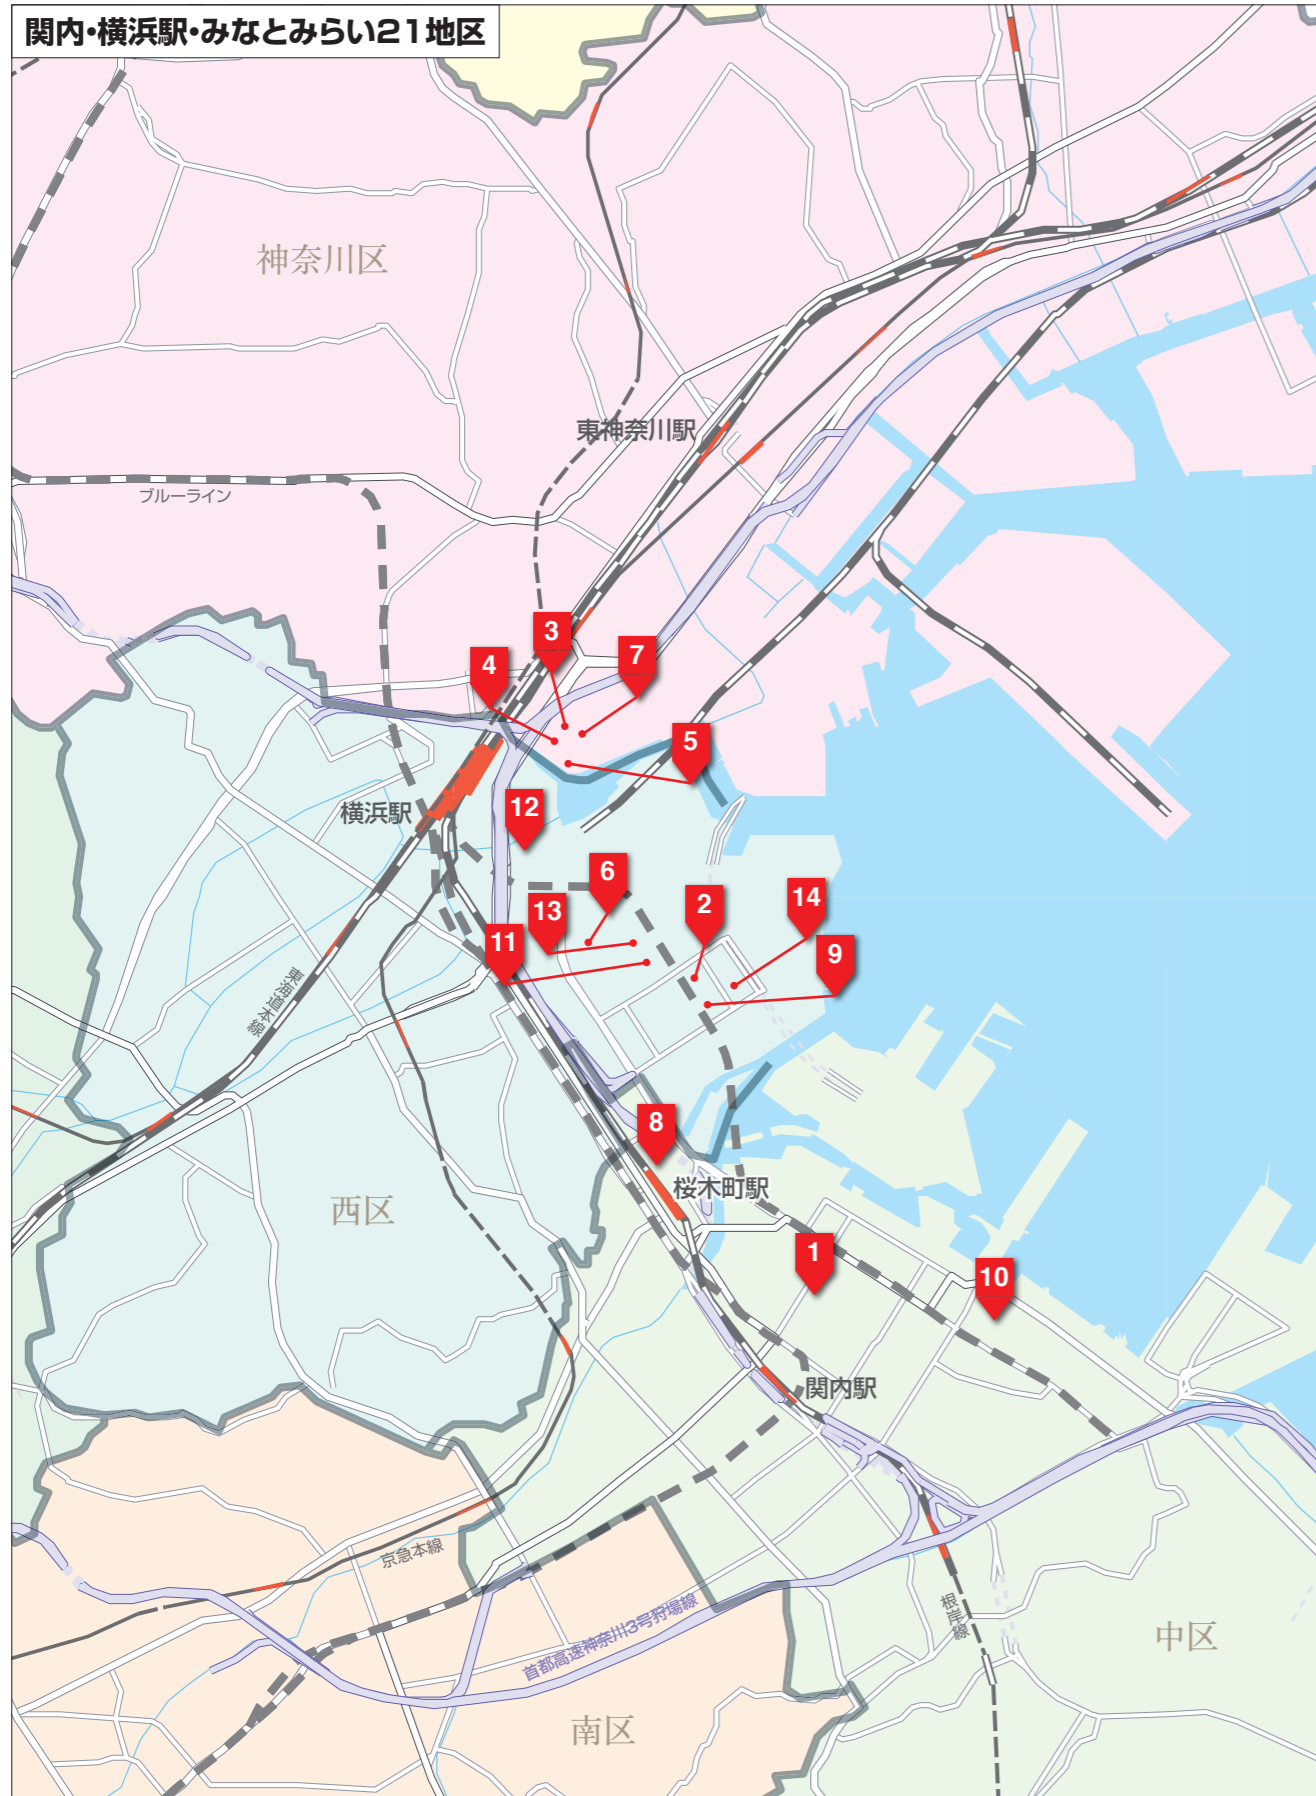 関内・横浜駅・みなとみらい21地区
神奈川区
東神奈川駅
ブルーライン
3
7
4
5
横浜駅
12
6
2
14
13
11
9
東海道本線
8
桜木町駅
西区
1
10
関内駅
京急本線
根岸線
首都高速神奈川3号狩場線
中区
南区